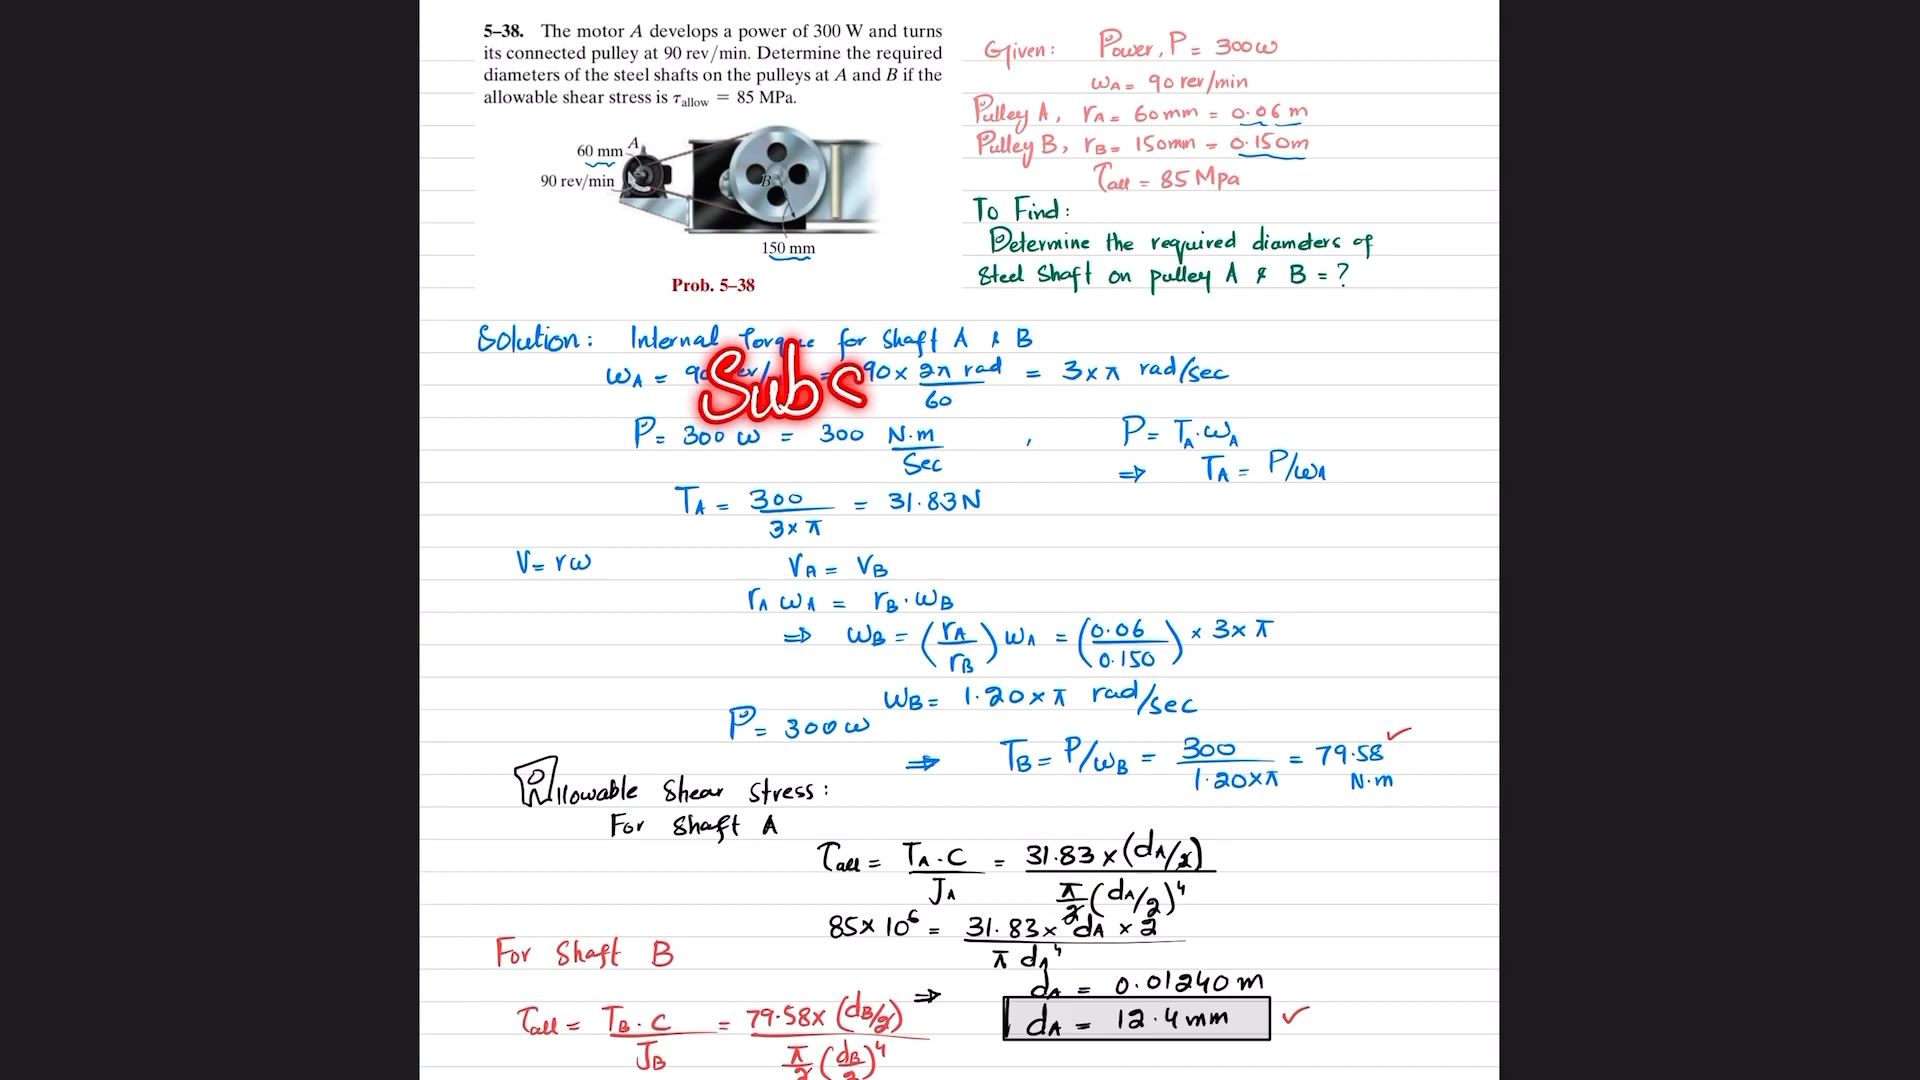 5–38. The motor A develops a power of 300 W and turns
its connected pulley at 90 rev/min. Determine the required
diameters of the steel shafts on the pulleys at A and B if the
allowable shear stress is τallow = 85 MPa.
60 mm
A
90 rev/min
B
150 mm
Prob. 5–38
Given: Power, P = 300w
ωA = 90 rev/min
Pulley A, rA = 60mm = 0.06 m
Pulley B, rB = 150mm = 0.150m
τall = 85 Mpa
To Find:
Determine the required diameters of
Steel Shaft on pulley A & B = ?
Solution: Internal Torque for Shaft A & B
ωA = 90 rev/ = 90 x 2π rad / 60 = 3 x π rad/sec
Subs
P = 300 w = 300 N.m / Sec , P = TA.ωA
⇒ TA = P/ωA
TA = 300 / 3 x π = 31.83N
V = rω VA = VB
rA ωA = rB.ωB
⇒ ωB = (rA / rB) ωA = (0.06 / 0.150) x 3 x π
ωB = 1.20 x π rad/sec
P = 300w
⇒ TB = P/ωB = 300 / 1.20xπ = 79.58 N.m ✓
Allowable Shear Stress:
For Shaft A
τall = TA.C / JA = 31.83 x (dA/2) / π/2 (dA/2)⁴
85 x 10⁶ = 31.83 x ² dA x 2 / π dA⁴
⇒ dA = 0.01240 m
dA = 12.4 mm ✓
For Shaft B
τall = TB.C / JB = 79.58x (dB/2) / π/2 (dB/2)⁴